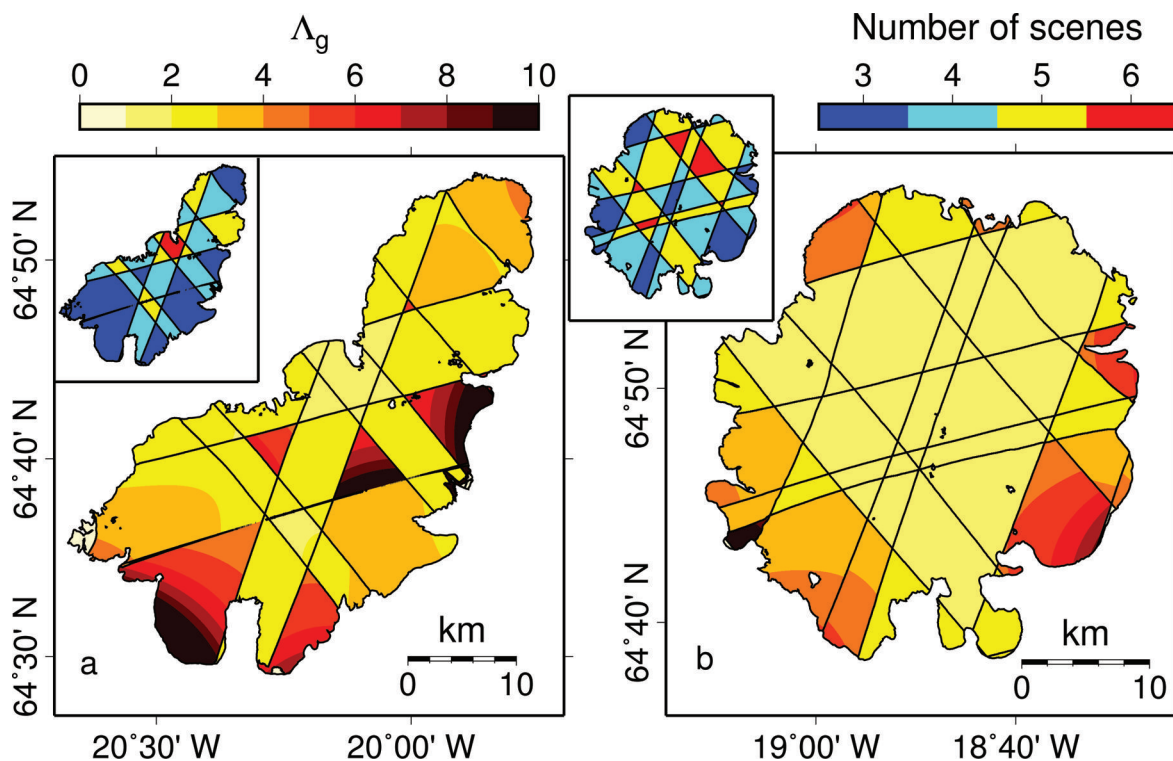 Λg
0 2 4 6 8 10
Number of scenes
3 4 5 6
64°50' N
64°40' N
64°30' N
a
km
0 10
20°30' W 20°00' W
64°50' N
64°40' N
b
km
0 10
19°00' W 18°40' W